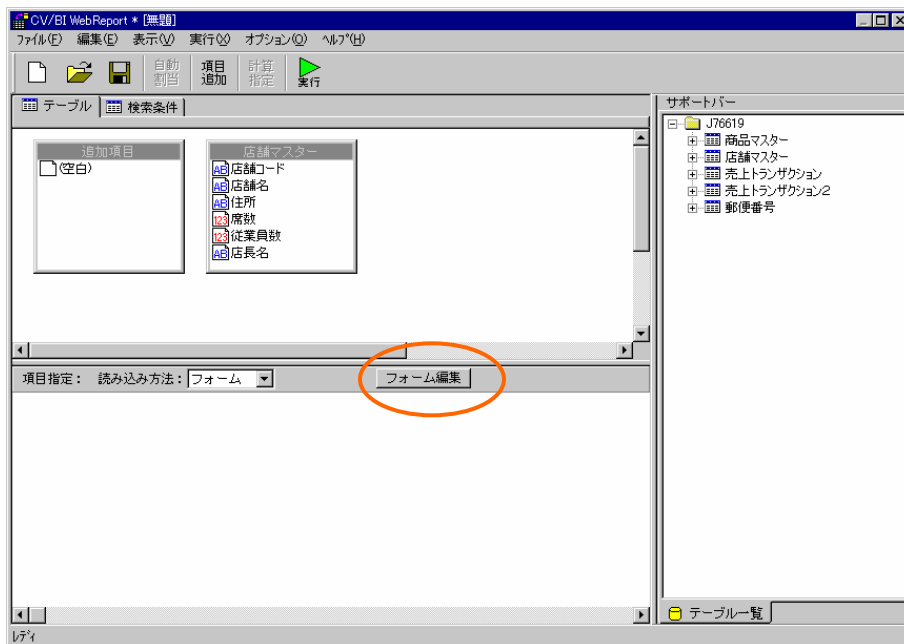 CV/BI WebReport * [無題]
ファイル(F) 編集(E) 表示(V) 実行(X) オプション(O) ヘルプ(H)
自動割当 項目追加 計算指定 実行
テーブル 検索条件
追加項目
(空白)
店舗マスター
AB 店舗コード
AB 店舗名
AB 住所
123 席数
123 従業員数
AB 店長名
項目指定： 読み込み方法： フォーム フォーム編集
サポートバー
J76619
商品マスター
店舗マスター
売上トランザクション
売上トランザクション2
郵便番号
テーブル一覧
レディ